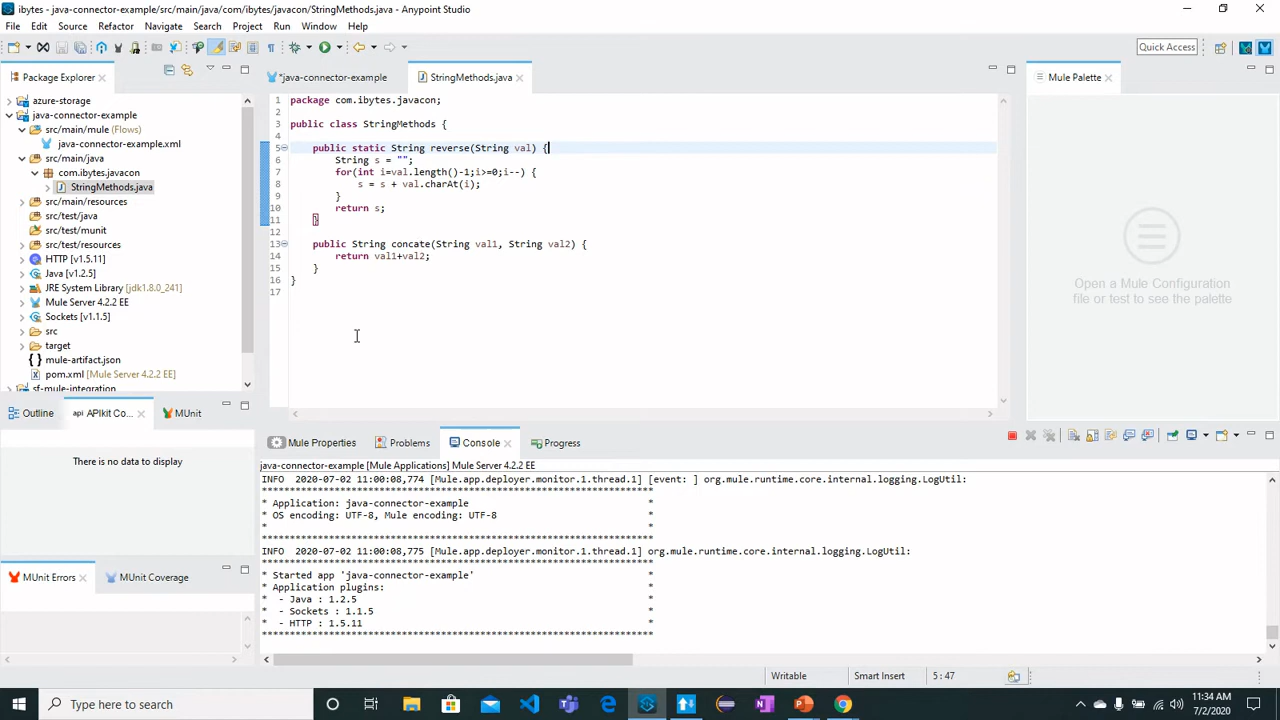 ibytes - java-connector-example/src/main/java/com/ibytes/javacon/StringMethods.java - Anypoint Studio
File Edit Source Refactor Navigate Search Project Run Window Help
Quick Access
Package Explorer
*java-connector-example
StringMethods.java
Mule Palette
azure-storage
java-connector-example
src/main/mule (Flows)
java-connector-example.xml
src/main/java
com.ibytes.javacon
StringMethods.java
src/main/resources
src/test/java
src/test/munit
src/test/resources
HTTP [v1.5.11]
Java [v1.2.5]
JRE System Library [jdk1.8.0_241]
Mule Server 4.2.2 EE
Sockets [v1.1.5]
src
target
mule-artifact.json
pom.xml [Mule Server 4.2.2 EE]
sf-mule-integration
1 package com.ibytes.javacon;
2
3 public class StringMethods {
4
5 public static String reverse(String val) {
6 String s = "";
7 for(int i=val.length()-1;i>=0;i--) {
8 s = s + val.charAt(i);
9 }
10 return s;
11 }
12
13 public String concate(String val1, String val2) {
14 return val1+val2;
15 }
16 }
17
Open a Mule Configuration
file or test to see the palette
Outline
api APIkit Co...
MUnit
There is no data to display
MUnit Errors
MUnit Coverage
Mule Properties
Problems
Console
Progress
java-connector-example [Mule Applications] Mule Server 4.2.2 EE
INFO 2020-07-02 11:00:08,774 [Mule.app.deployer.monitor.1.thread.1] [event: ] org.mule.runtime.core.internal.logging.LogUtil:
**********************************************************************
* Application: java-connector-example *
* OS encoding: UTF-8, Mule encoding: UTF-8 *
* *
**********************************************************************
INFO 2020-07-02 11:00:08,775 [Mule.app.deployer.monitor.1.thread.1] org.mule.runtime.core.internal.logging.LogUtil:
**********************************************************************
* Started app 'java-connector-example' *
* Application plugins: *
* - Java : 1.2.5 *
* - Sockets : 1.1.5 *
* - HTTP : 1.5.11 *
**********************************************************************
Writable
Smart Insert
5 : 47
Type here to search
11:34 AM
7/2/2020